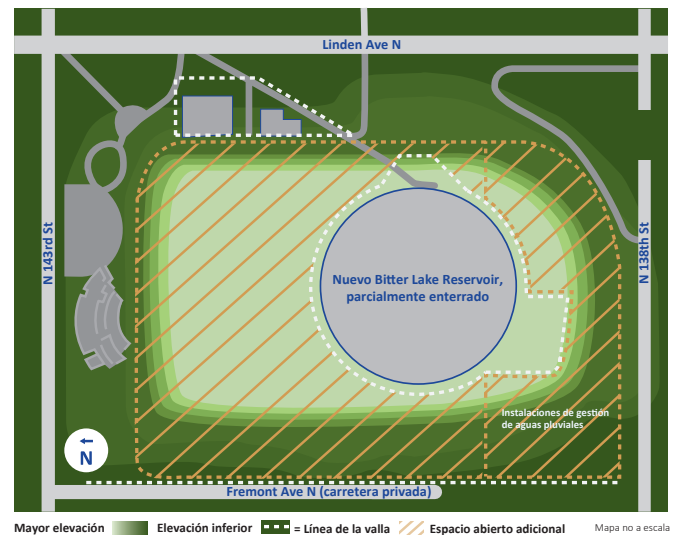 Linden Ave N
N 143rd St
N 138th St
Nuevo Bitter Lake Reservoir,
parcialmente enterrado
Instalaciones de gestión
de aguas pluviales
N
Fremont Ave N (carretera privada)
Mayor elevación Elevación inferior = Línea de la valla Espacio abierto adicional Mapa no a escala